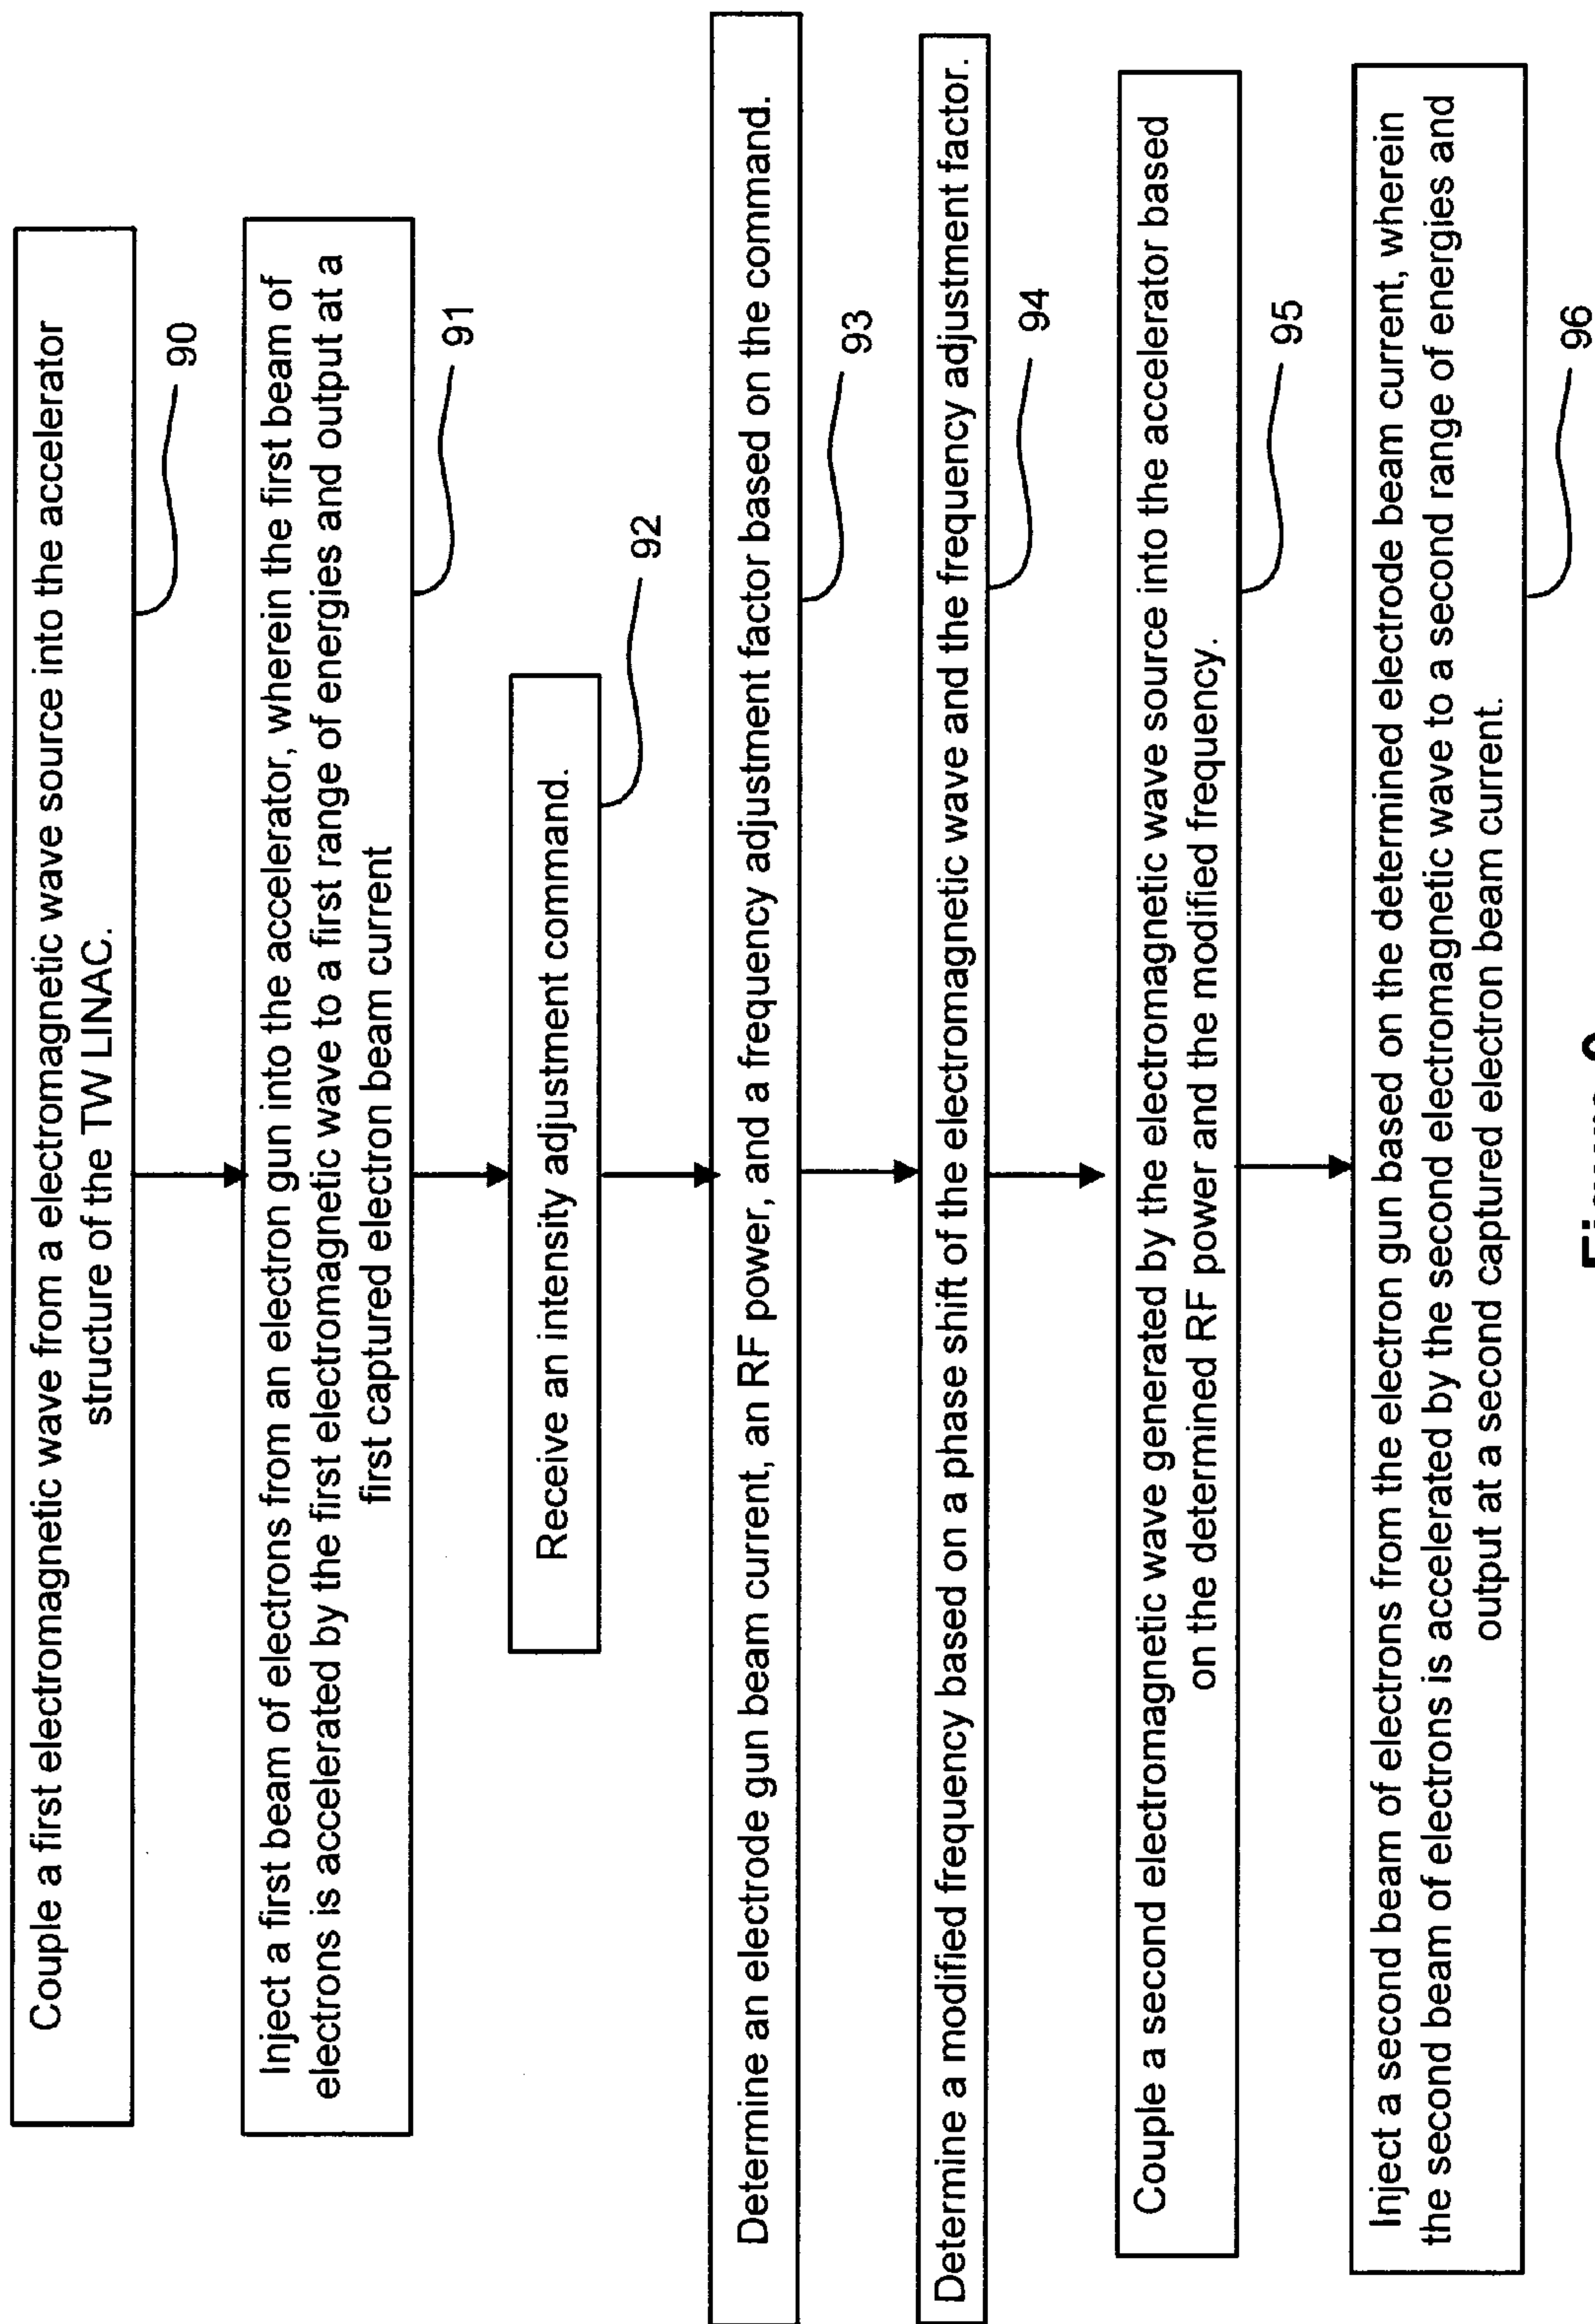 Couple a first electromagnetic wave from a electromagnetic wave source into the accelerator
structure of the TW LINAC.
90
Inject a first beam of electrons from an electron gun into the accelerator, wherein the first beam of
electrons is accelerated by the first electromagnetic wave to a first range of energies and output at a
first captured electron beam current
91
Receive an intensity adjustment command.
92
Determine an electrode gun beam current, an RF power, and a frequency adjustment factor based on the command.
93
Determine a modified frequency based on a phase shift of the electromagnetic wave and the frequency adjustment factor.
94
Couple a second electromagnetic wave generated by the electromagnetic wave source into the accelerator based
on the determined RF power and the modified frequency.
95
Inject a second beam of electrons from the electron gun based on the determined electrode beam current, wherein
the second beam of electrons is accelerated by the second electromagnetic wave to a second range of energies and
output at a second captured electron beam current.
96